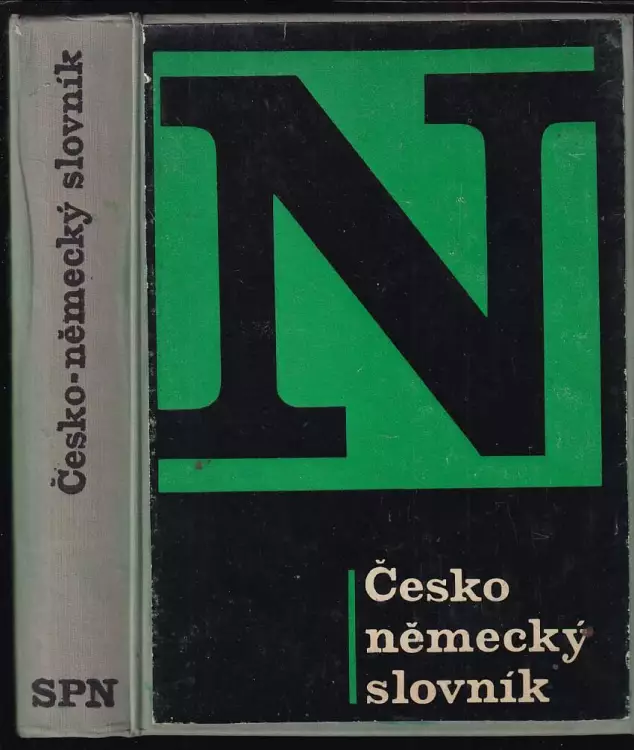 Česko-německý slovník
SPN
N
Česko
německý
slovník